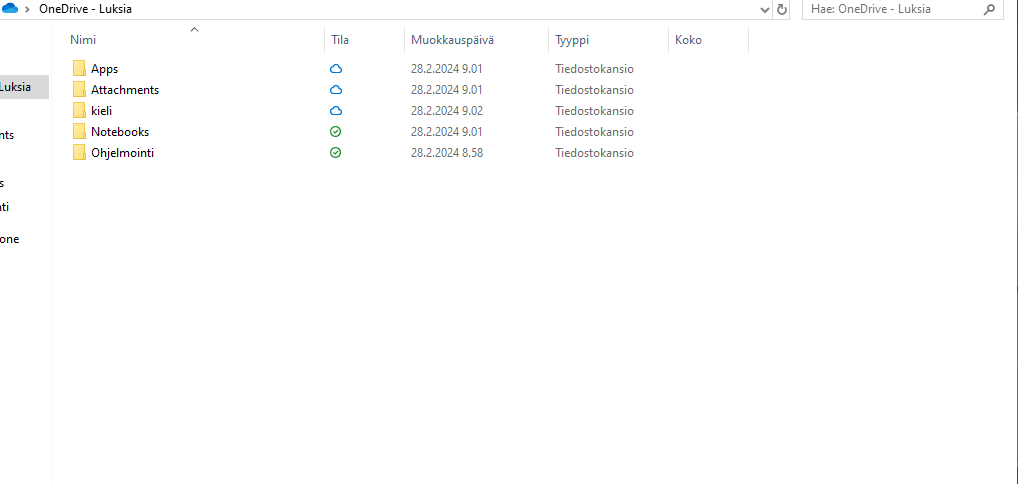 OneDrive - Luksia
Hae: OneDrive - Luksia
Nimi Tila Muokkauspäivä Tyyppi Koko
Apps 28.2.2024 9.01 Tiedostokansio
Luksia
Attachments 28.2.2024 9.01 Tiedostokansio
kieli 28.2.2024 9.02 Tiedostokansio
nts
Notebooks 28.2.2024 9.01 Tiedostokansio
Ohjelmointi 28.2.2024 8.58 Tiedostokansio
s
ti
one